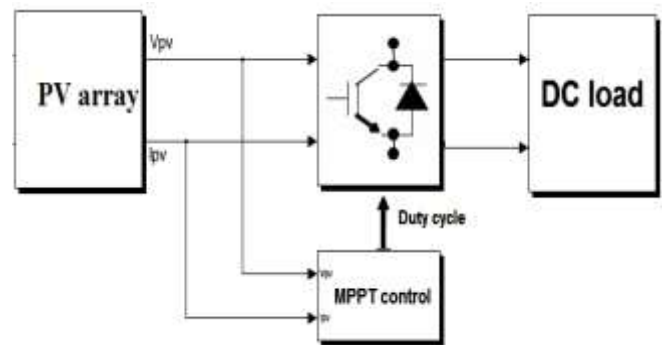 Vpv
PV array
Ipv
DC load
Duty cycle
MPPT control
vpv
ipv